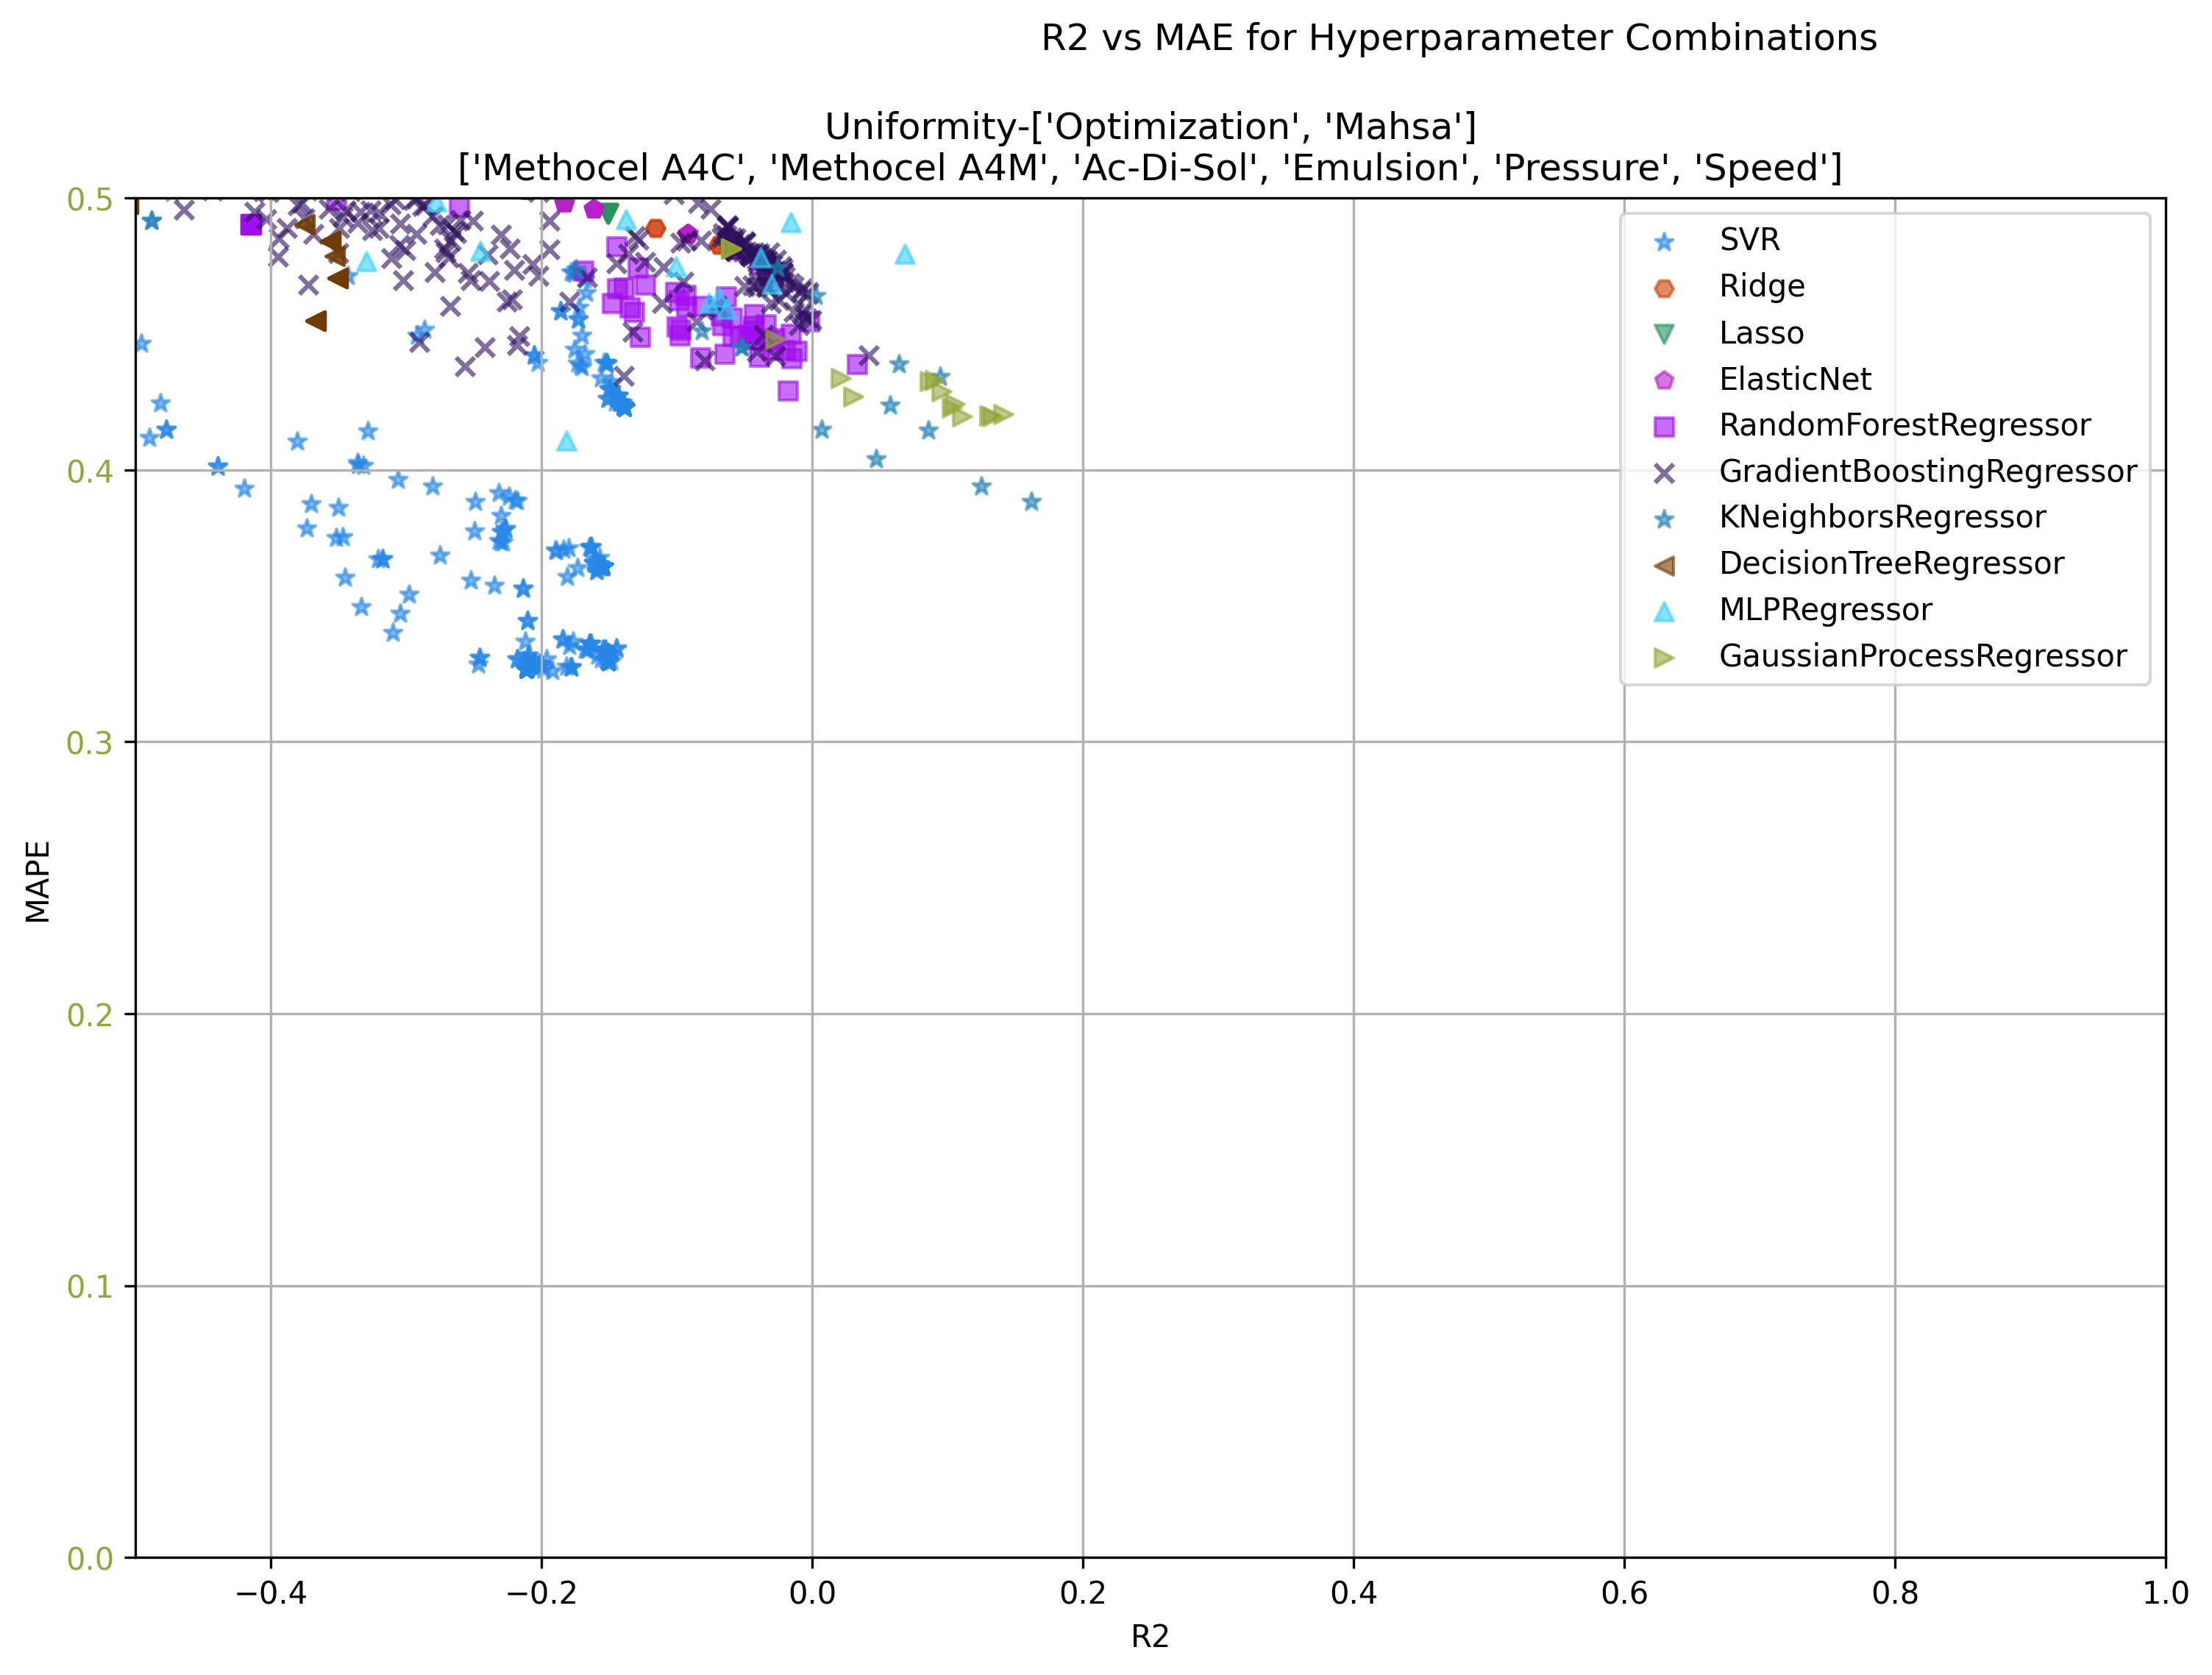 R2 vs MAE for Hyperparameter Combinations
Uniformity-['Optimization', 'Mahsa']
['Methocel A4C', 'Methocel A4M', 'Ac-Di-Sol', 'Emulsion', 'Pressure', 'Speed']
0.5
0.4
0.3
0.2
0.1
0.0
MAPE
SVR
Ridge
Lasso
ElasticNet
RandomForestRegressor
GradientBoostingRegressor
KNeighborsRegressor
DecisionTreeRegressor
MLPRegressor
GaussianProcessRegressor
−0.4 −0.2 0.0 0.2 0.4 0.6 0.8 1.0
R2